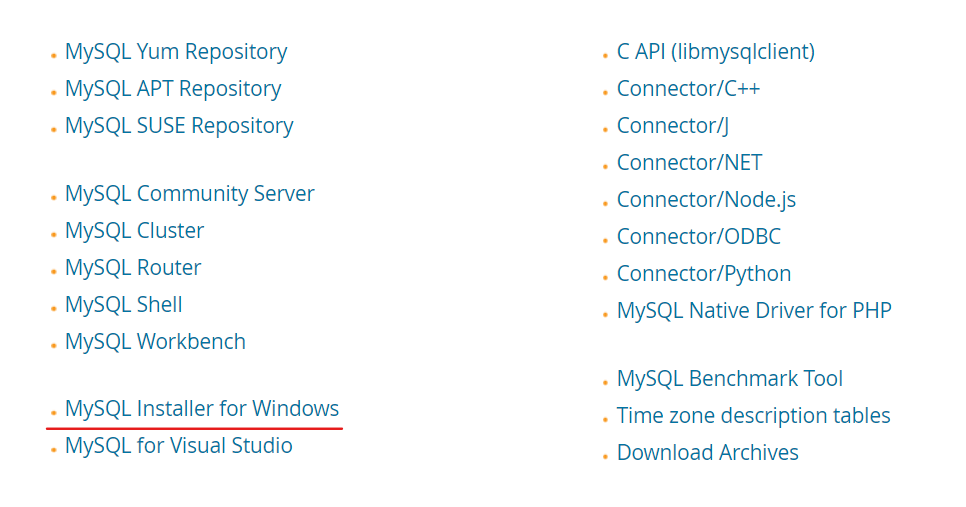 MySQL Yum Repository
MySQL APT Repository
MySQL SUSE Repository
MySQL Community Server
MySQL Cluster
MySQL Router
MySQL Shell
MySQL Workbench
MySQL Installer for Windows
MySQL for Visual Studio
C API (libmysqlclient)
Connector/C++
Connector/J
Connector/NET
Connector/Node.js
Connector/ODBC
Connector/Python
MySQL Native Driver for PHP
MySQL Benchmark Tool
Time zone description tables
Download Archives